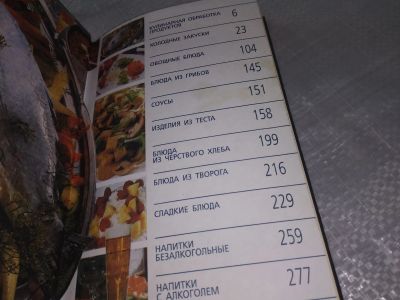 КУЛИНАРНАЯ ОБРАБОТКА
ПРОДУКТОВ 6
ХОЛОДНЫЕ ЗАКУСКИ 23
ОВОЩНЫЕ БЛЮДА 104
БЛЮДА ИЗ ГРИБОВ 145
СОУСЫ 151
ИЗДЕЛИЯ ИЗ ТЕСТА 158
БЛЮДА
ИЗ ЧЕРСТВОГО ХЛЕБА 199
БЛЮДА ИЗ ТВОРОГА 216
СЛАДКИЕ БЛЮДА 229
НАПИТКИ
БЕЗАЛКОГОЛЬНЫЕ 259
НАПИТКИ
С АЛКОГОЛЕМ 277